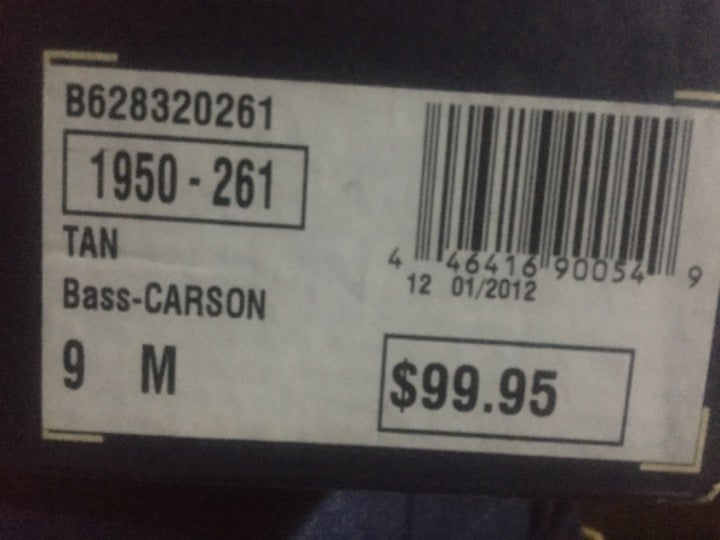 B628320261
1950 - 261
TAN
Bass-CARSON
9 M
4 46416 90054 9
12 01/2012
$99.95